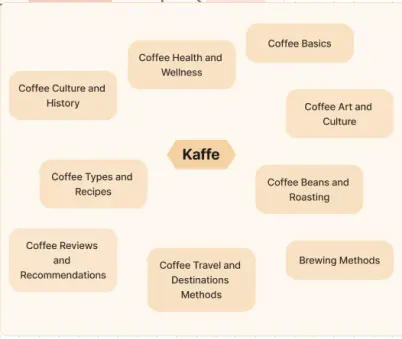 Coffee Basics
Coffee Health and
Wellness
Coffee Culture and
History
Coffee Art and
Culture
Kaffe
Coffee Types and
Recipes
Coffee Beans and
Roasting
Coffee Reviews
and
Recommendations
Brewing Methods
Coffee Travel and
Destinations
Methods